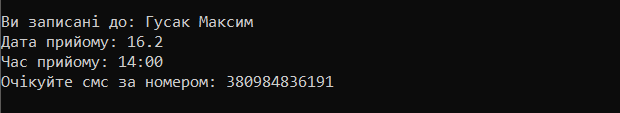 Ви записані до: Гусак Максим
Дата прийому: 16.2
Час прийому: 14:00
Очікуйте смс за номером: 380984836191